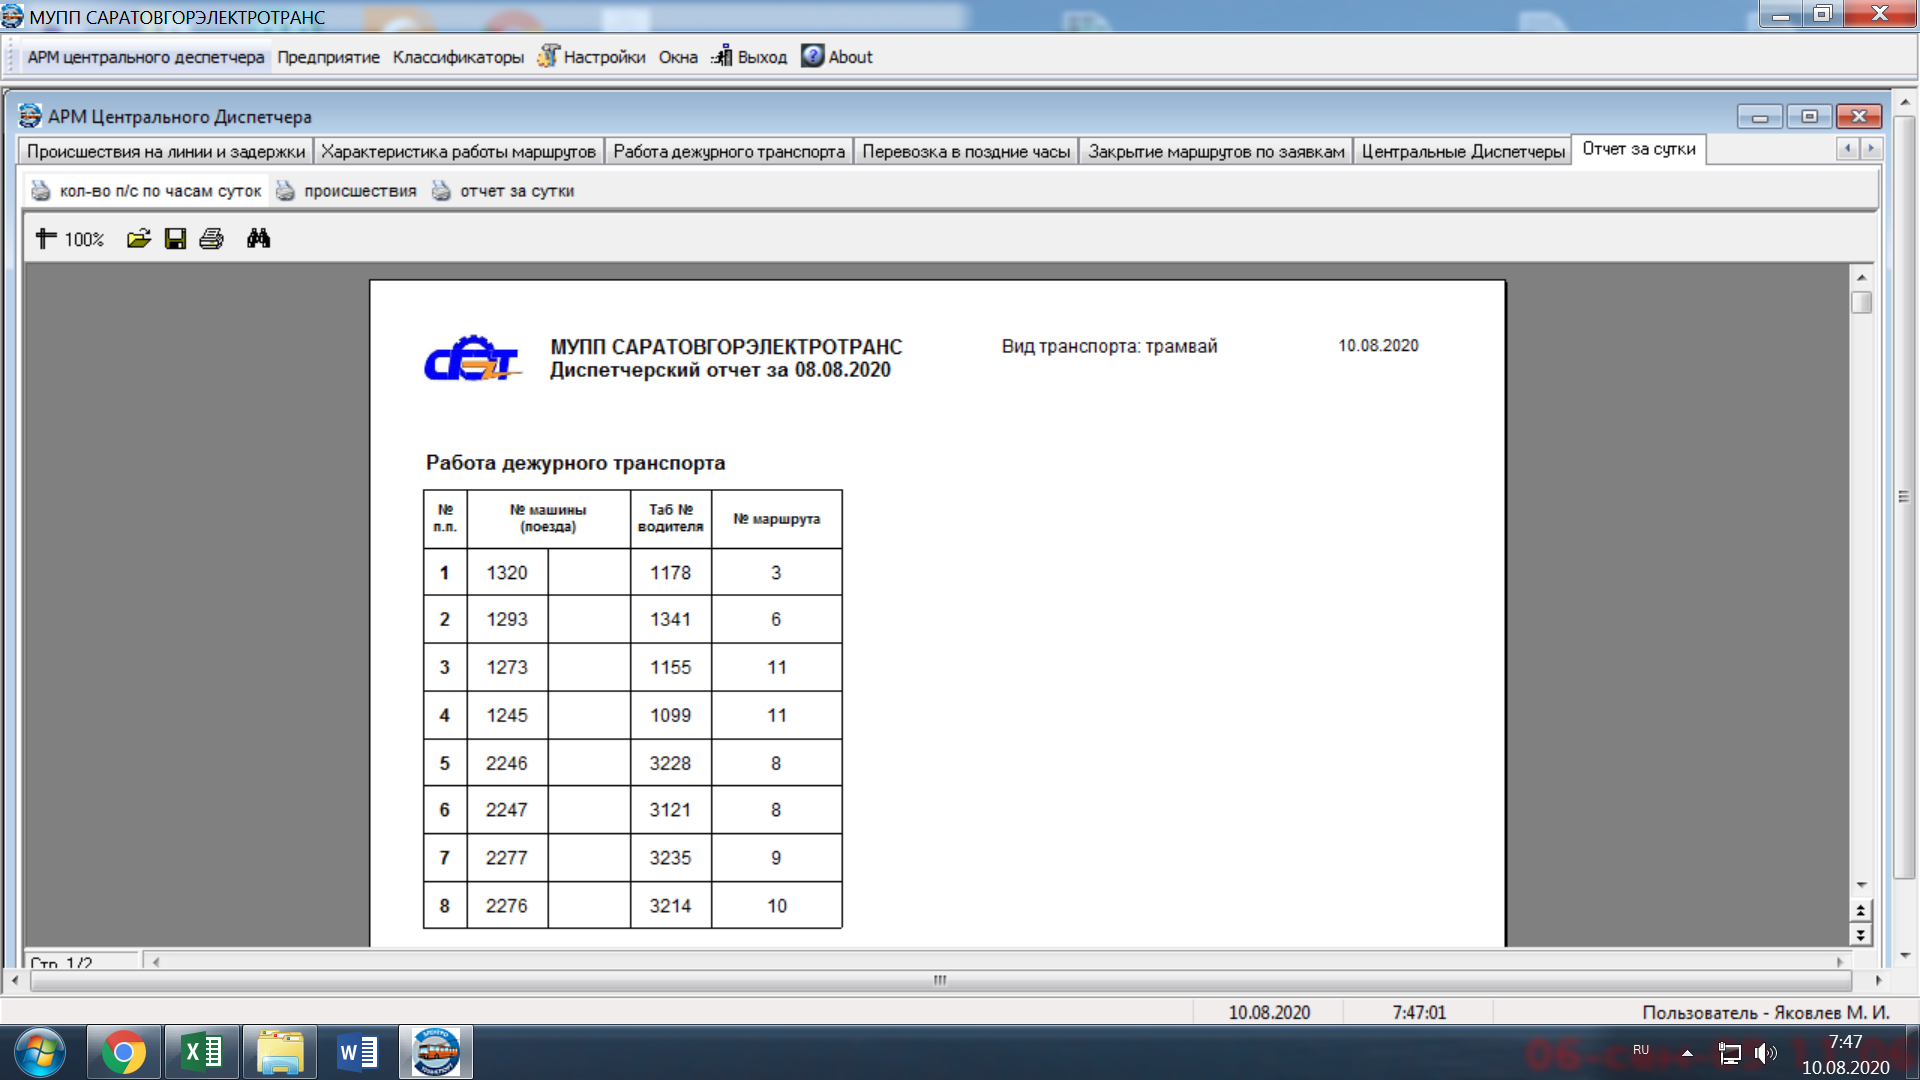 МУПП САРАТОВГОРЭЛЕКТРОТРАНС
АРМ центрального деспетчера Предприятие Классификаторы Настройки Окна Выход About
АРМ Центрального Диспетчера
Происшествия на линии и задержки Характеристика работы маршрутов Работа дежурного транспорта Перевозка в поздние часы Закрытие маршрутов по заявкам Центральные Диспетчеры Отчет за сутки
кол-во п/с по часам суток происшествия отчет за сутки
100%
СГЭТ
МУПП САРАТОВГОРЭЛЕКТРОТРАНС Вид транспорта: трамвай 10.08.2020
Диспетчерский отчет за 08.08.2020
Работа дежурного транспорта
№ п.п. № машины (поезда) Таб № водителя № маршрута
1 1320 1178 3
2 1293 1341 6
3 1273 1155 11
4 1245 1099 11
5 2246 3228 8
6 2247 3121 8
7 2277 3235 9
8 2276 3214 10
Стр. 1/2
10.08.2020 7:47:01 Пользователь - Яковлев М. И.
RU 7:47
10.08.2020